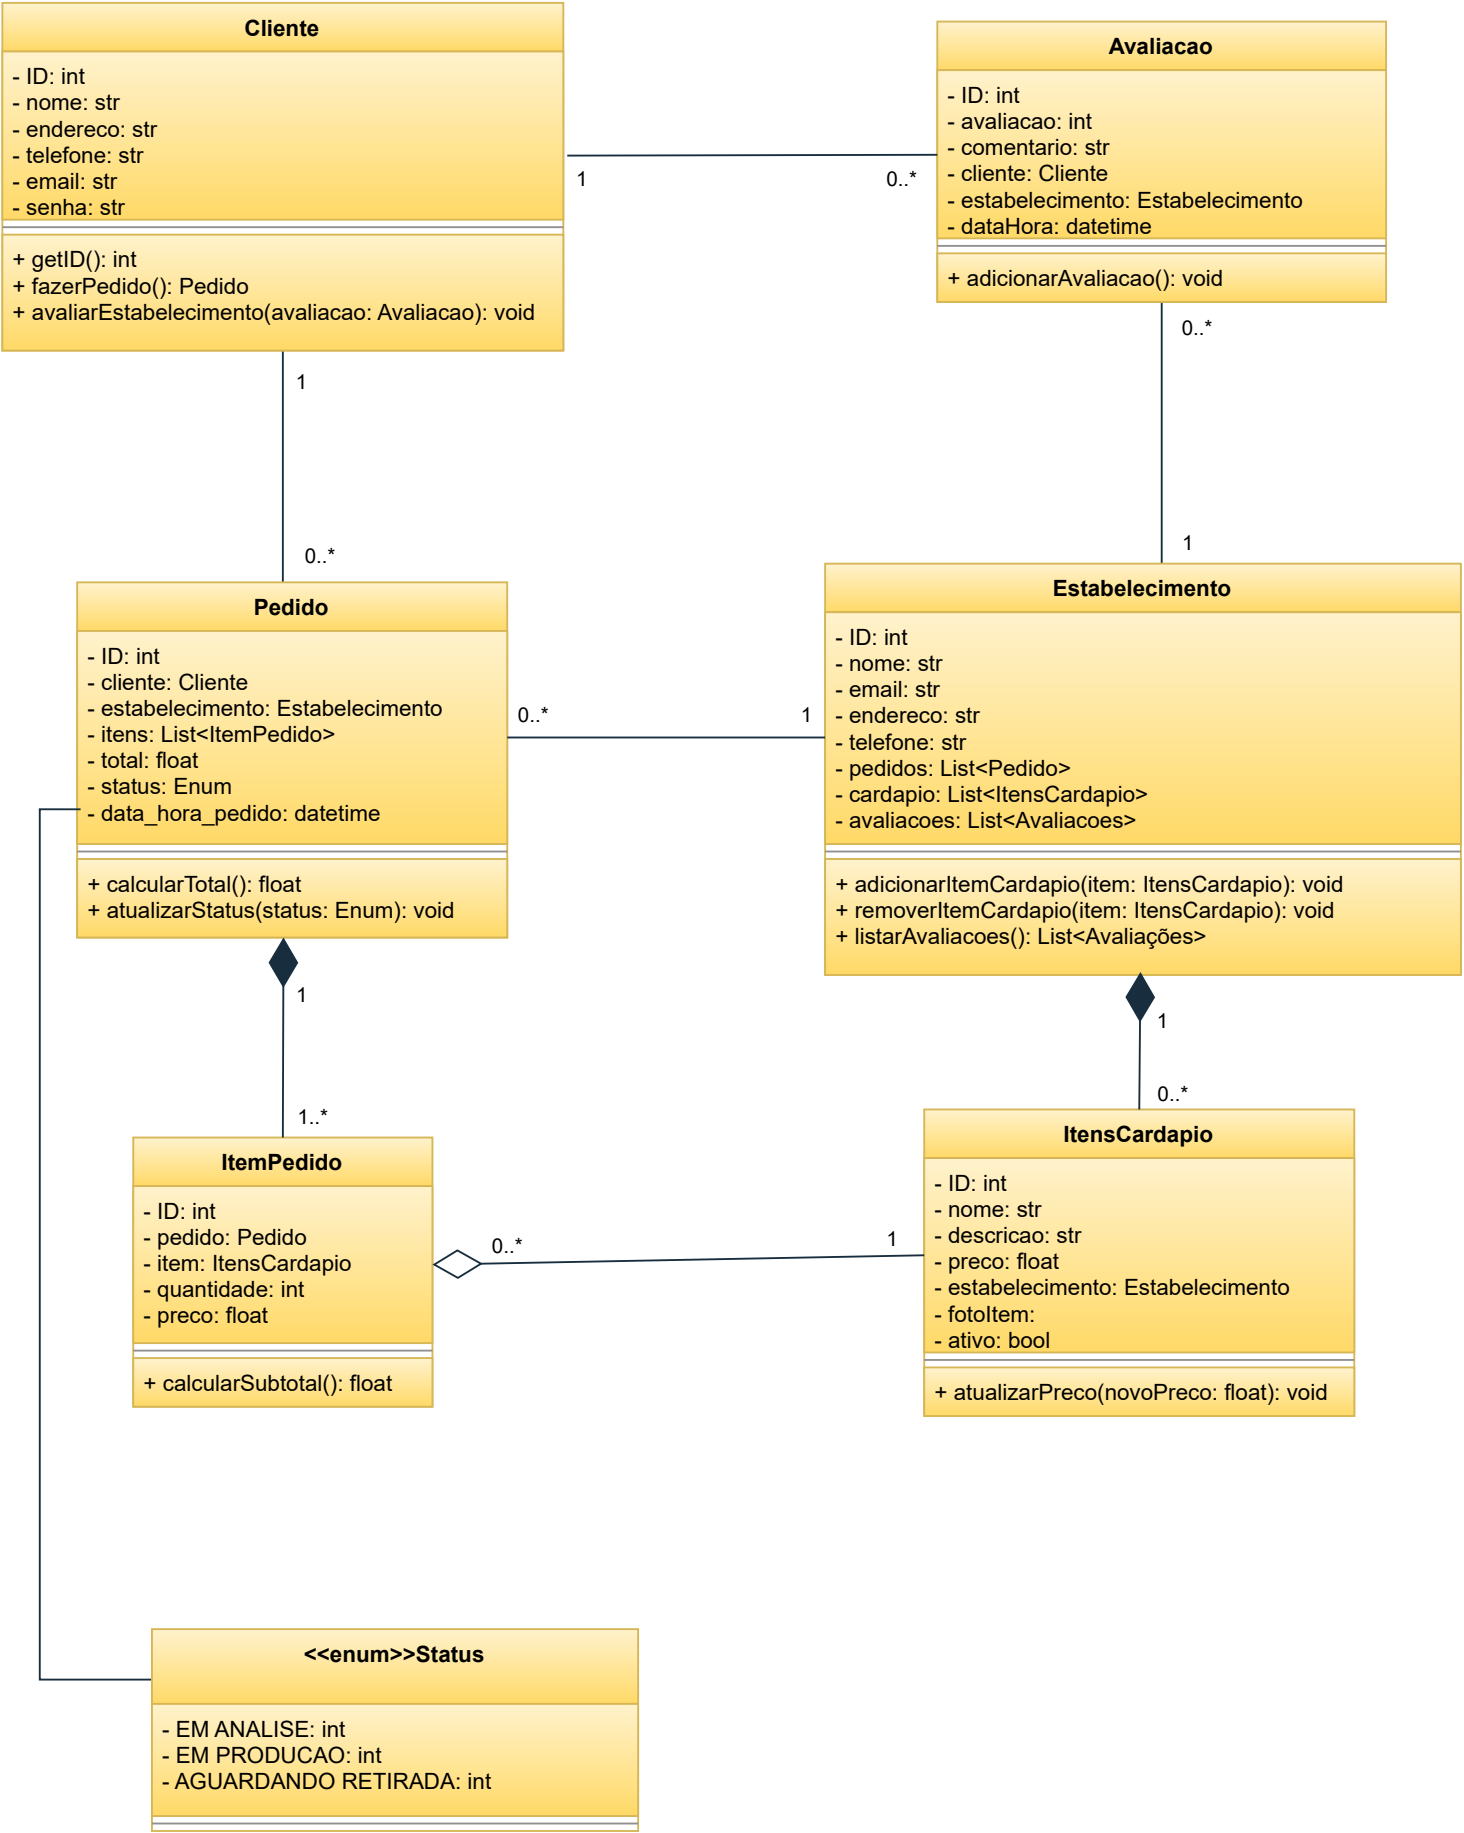 Cliente
- ID: int
- nome: str
- endereco: str
- telefone: str
- email: str
- senha: str
+ getID(): int
+ fazerPedido(): Pedido
+ avaliarEstabelecimento(avaliacao: Avaliacao): void
Avaliacao
- ID: int
- avaliacao: int
- comentario: str
- cliente: Cliente
- estabelecimento: Estabelecimento
- dataHora: datetime
+ adicionarAvaliacao(): void
1
0..*
1
0..*
0..*
1
Pedido
- ID: int
- cliente: Cliente
- estabelecimento: Estabelecimento
- itens: List<ItemPedido>
- total: float
- status: Enum
- data_hora_pedido: datetime
+ calcularTotal(): float
+ atualizarStatus(status: Enum): void
0..*
1
Estabelecimento
- ID: int
- nome: str
- email: str
- endereco: str
- telefone: str
- pedidos: List<Pedido>
- cardapio: List<ItensCardapio>
- avaliacoes: List<Avaliacoes>
+ adicionarItemCardapio(item: ItensCardapio): void
+ removerItemCardapio(item: ItensCardapio): void
+ listarAvaliacoes(): List<Avaliações>
1
1..*
1
0..*
ItemPedido
- ID: int
- pedido: Pedido
- item: ItensCardapio
- quantidade: int
- preco: float
+ calcularSubtotal(): float
0..*
1
ItensCardapio
- ID: int
- nome: str
- descricao: str
- preco: float
- estabelecimento: Estabelecimento
- fotoItem:
- ativo: bool
+ atualizarPreco(novoPreco: float): void
<<enum>>Status
- EM ANALISE: int
- EM PRODUCAO: int
- AGUARDANDO RETIRADA: int